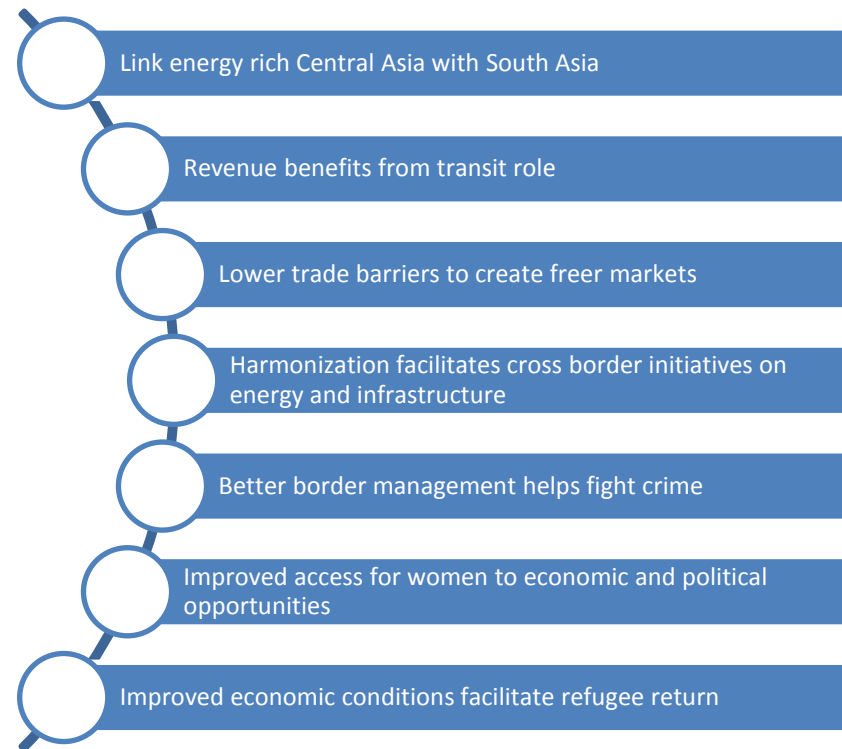 Link energy rich Central Asia with South Asia
Revenue benefits from transit role
Lower trade barriers to create freer markets
Harmonization facilitates cross border initiatives on
energy and infrastructure
Better border management helps fight crime
Improved access for women to economic and political
opportunities
Improved economic conditions facilitate refugee return